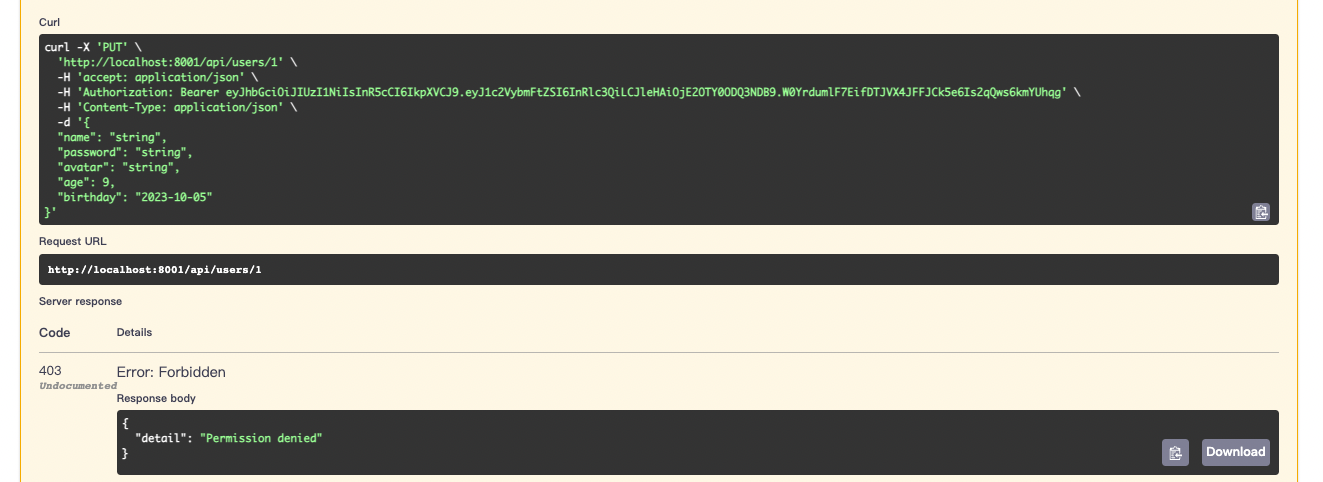 Curl
curl -X 'PUT' \
  'http://localhost:8001/api/users/1' \
  -H 'accept: application/json' \
  -H 'Authorization: Bearer eyJhbGciOiJIUzI1NiIsInR5cCI6IkpXVCJ9.eyJ1c2VybmFtZSI6InRlc3QiLCJleHAiOjE2OTY0ODQ3NDB9.W0YrdumlF7EifDTJVX4JFFJCk5e6Is2qQws6kmYUhqg' \
  -H 'Content-Type: application/json' \
  -d '{
  "name": "string",
  "password": "string",
  "avatar": "string",
  "age": 9,
  "birthday": "2023-10-05"
}'
Request URL
http://localhost:8001/api/users/1
Server response
Code Details
403 Error: Forbidden
Undocumented
Response body
{
  "detail": "Permission denied"
}
Download